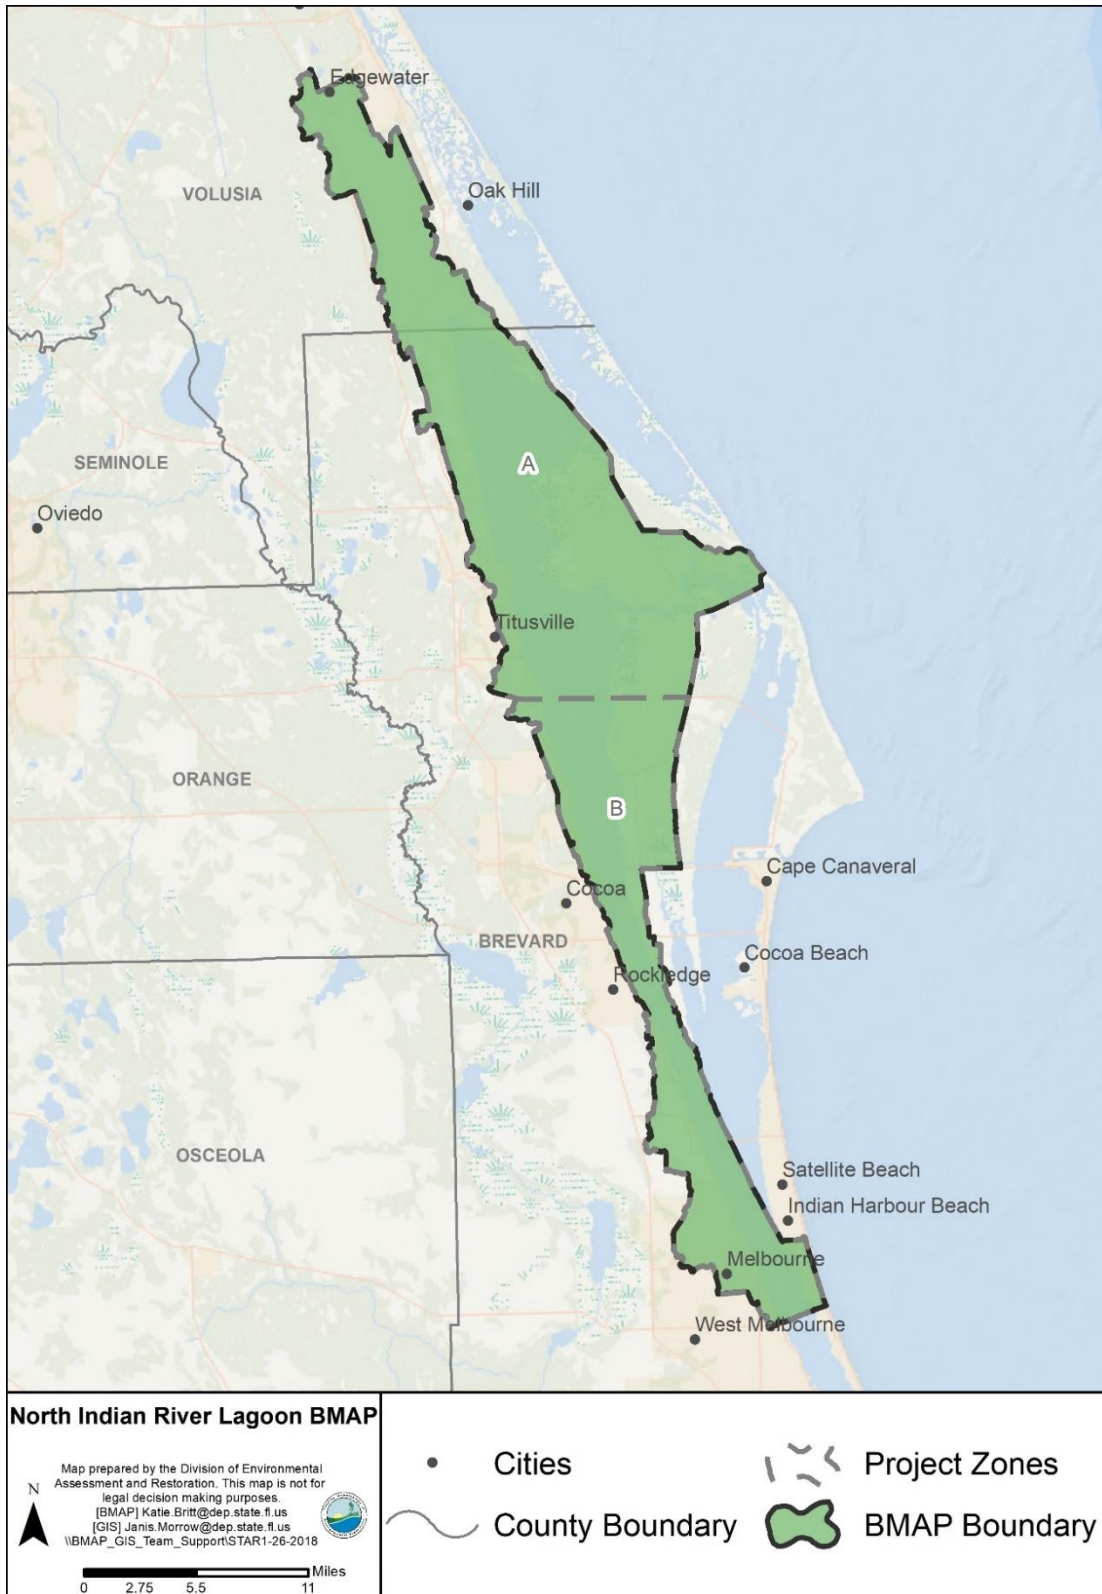 Edgewater
VOLUSIA
Oak Hill
SEMINOLE
A
Oviedo
Titusville
ORANGE
B
Cape Canaveral
Cocoa
BREVARD
Cocoa Beach
Rockledge
OSCEOLA
Satellite Beach
Indian Harbour Beach
Melbourne
West Melbourne
North Indian River Lagoon BMAP
Map prepared by the Division of Environmental
Assessment and Restoration. This map is not for
legal decision making purposes.
[BMAP] Katie.Britt@dep.state.fl.us
[GIS] Janis.Morrow@dep.state.fl.us
\\BMAP_GIS_Team_Support\STAR1-26-2018
N
Miles
0 2.75 5.5 11
Cities
Project Zones
County Boundary
BMAP Boundary